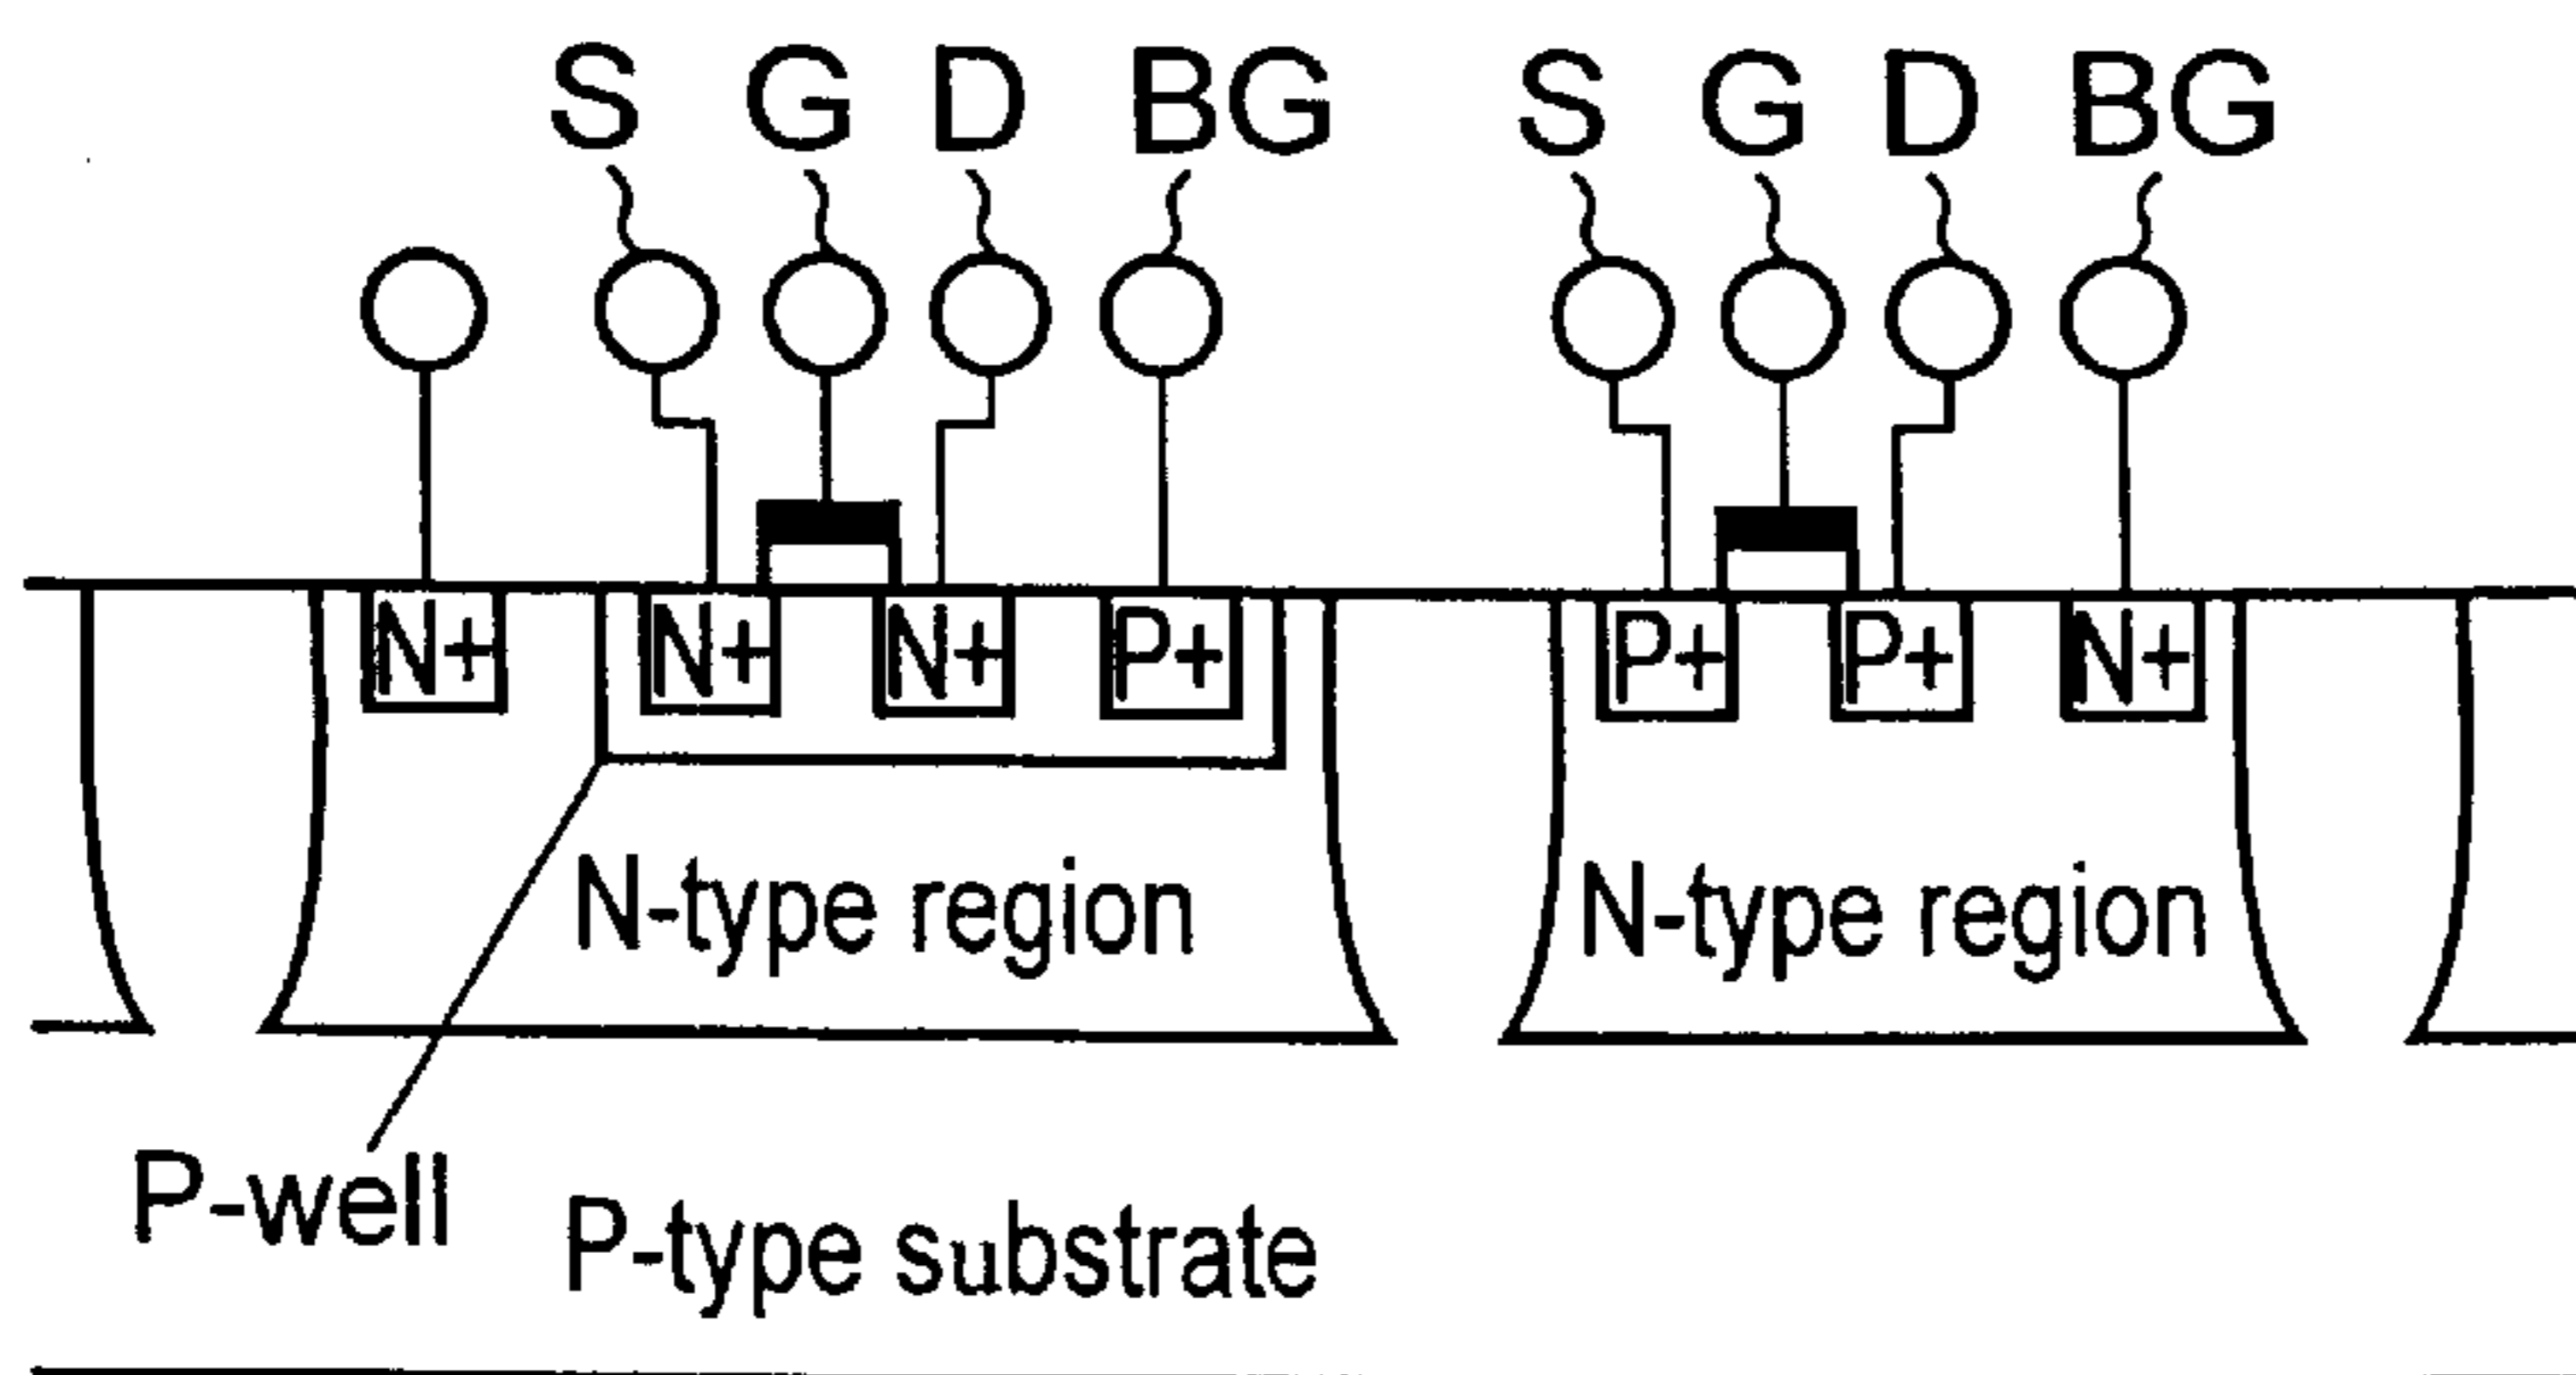 S G D BG S G D BG
N+ N+ N+ P+ P+ P+ N+
N-type region N-type region
P-well
P-type substrate